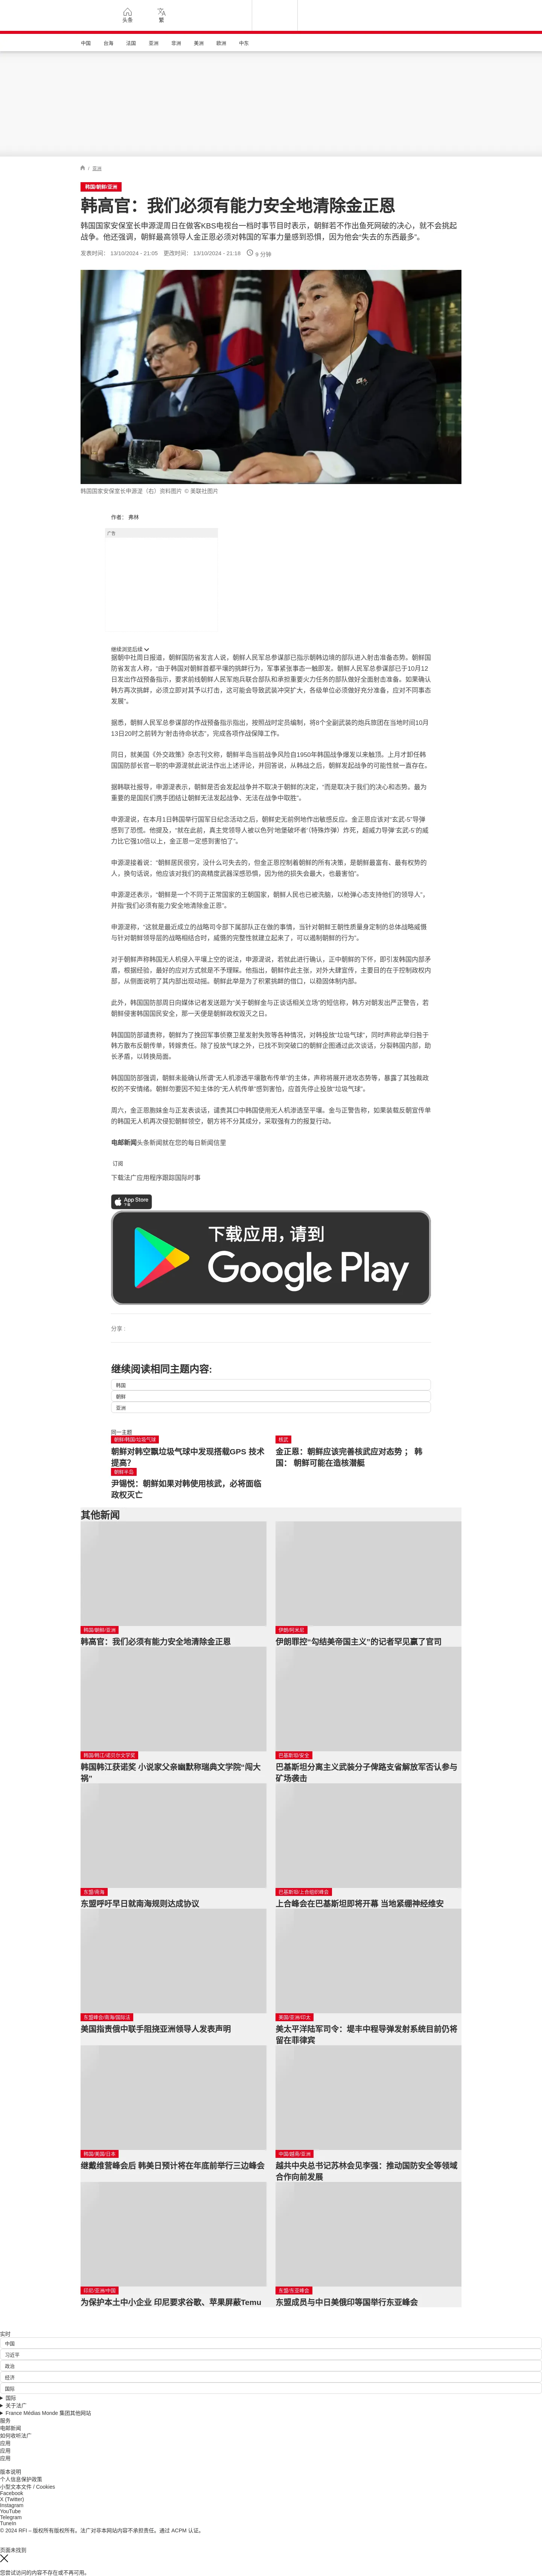 头条
繁
中国
台海
法国
亚洲
非洲
美洲
欧洲
中东
/ 亚洲
韩国/朝鲜/亚洲
韩高官：我们必须有能力安全地清除金正恩
韩国国家安保室长申源湜周日在做客KBS电视台一档时事节目时表示，朝鲜若不作出鱼死网破的决心，就不会挑起
战争。他还强调，朝鲜最高领导人金正恩必须对韩国的军事力量感到恐惧，因为他会“失去的东西最多”。
发表时间： 13/10/2024 - 21:05 更改时间： 13/10/2024 - 21:18 9 分钟
韩国国家安保室长申源湜（右）资料图片 © 美联社图片
作者： 弗林
广告
继续浏览后续
据朝中社周日报道，朝鲜国防省发言人说，朝鲜人民军总参谋部已指示朝韩边境的部队进入射击准备态势。朝鲜国
防省发言人称，“由于韩国对朝鲜首都平壤的挑衅行为，军事紧张事态一触即发。朝鲜人民军总参谋部已于10月12
日发出作战预备指示，要求前线朝鲜人民军炮兵联合部队和承担重要火力任务的部队做好全面射击准备。如果确认
韩方再次挑衅，必须立即对其予以打击，这可能会导致武装冲突扩大，各级单位必须做好充分准备，应对不同事态
发展”。
据悉，朝鲜人民军总参谋部的作战预备指示指出，按照战时定员编制，将8个全副武装的炮兵旅团在当地时间10月
13日20时之前转为“射击待命状态”，完成各项作战保障工作。
同日，就美国《外交政策》杂志刊文称，朝鲜半岛当前战争风险自1950年韩国战争爆发以来触顶。上月才卸任韩
国国防部长官一职的申源湜就此说法作出上述评论，并回答说，从韩战之后，朝鲜发起战争的可能性就一直存在。
据韩联社报导，申源湜表示，朝鲜是否会发起战争并不取决于朝鲜的决定，“而是取决于我们的决心和态势。最为
重要的是国民们携手团结让朝鲜无法发起战争、无法在战争中取胜”。
申源湜说，在本月1日韩国举行国军日纪念活动之后，朝鲜史无前例地作出敏感反应。金正恩应该对“玄武-5”导弹
感到了恐慌。他提及，“就在此前，真主党领导人被以色列‘地堡破坏者’（特殊炸弹）炸死，超威力导弹‘玄武-5’的威
力比它强10倍以上，金正恩一定感到害怕了”。
申源湜接着说：“朝鲜居民很穷，没什么可失去的，但金正恩控制着朝鲜的所有决策，是朝鲜最富有、最有权势的
人，换句话说，他应该对我们的高精度武器深感恐惧，因为他的损失会最大，也最害怕”。
申源湜还表示，“朝鲜是一个不同于正常国家的王朝国家，朝鲜人民也已被洗脑，以枪弹心态支持他们的领导人”，
并指“我们必须有能力安全地清除金正恩”。
申源湜称，“这就是最近成立的战略司令部下属部队正在做的事情，当针对朝鲜王朝性质量身定制的总体战略威慑
与针对朝鲜领导层的战略相结合时，威慑的完整性就建立起来了，可以遏制朝鲜的行为”。
对于朝鲜声称韩国无人机侵入平壤上空的说法，申源湜说，若就此进行确认，正中朝鲜的下怀，即引发韩国内部矛
盾，根据经验，最好的应对方式就是不予理睬。他指出，朝鲜作此主张，对外大肆宣传，主要目的在于控制政权内
部，从侧面说明了其内部出现动摇。朝鲜此举是为了积累挑衅的借口，以稳固体制内部。
此外，韩国国防部周日向媒体记者发送题为“关于朝鲜金与正谈话相关立场”的短信称，韩方对朝发出严正警告，若
朝鲜侵害韩国国民安全，那一天便是朝鲜政权毁灭之日。
韩国国防部谴责称，朝鲜为了挽回军事侦察卫星发射失败等各种情况，对韩投放“垃圾气球”，同时声称此举归咎于
韩方散布反朝传单，转嫁责任。除了投放气球之外，已找不到突破口的朝鲜企图通过此次谈话，分裂韩国内部，助
长矛盾，以转换局面。
韩国国防部强调，朝鲜未能确认所谓“无人机渗透平壤散布传单”的主体，声称将展开进攻态势等，暴露了其独裁政
权的不安情绪。朝鲜勿要因不知主体的“无人机传单”感到害怕，应首先停止投放“垃圾气球”。
周六，金正恩胞妹金与正发表谈话，谴责其口中韩国使用无人机渗透至平壤。金与正警告称，如果装载反朝宣传单
的韩国无人机再次侵犯朝鲜领空，朝方将不分其成分，采取强有力的报复行动。
电邮新闻头条新闻就在您的每日新闻信里
订阅
下载法广应用程序跟踪国际时事
App Store
下载
下载应用，请到
Google Play
分享 :
继续阅读相同主题内容:
韩国
朝鲜
亚洲
同一主题
朝鲜/韩国/垃圾气球
朝鲜对韩空飘垃圾气球中发现搭载GPS 技术
提高？
核武
金正恩：朝鲜应该完善核武应对态势； 韩
国： 朝鲜可能在造核潜艇
朝鲜半岛
尹锡悦：朝鲜如果对韩使用核武，必将面临
政权灭亡
其他新闻
韩国/朝鲜/亚洲
韩高官：我们必须有能力安全地清除金正恩
伊朗/阿米尼
伊朗罪控“勾结美帝国主义”的记者罕见赢了官司
韩国/韩江/诺贝尔文学奖
韩国韩江获诺奖 小说家父亲幽默称瑞典文学院“闯大
祸”
巴基斯坦/安全
巴基斯坦分离主义武装分子俾路支省解放军否认参与
矿场袭击
东盟/南海
东盟呼吁早日就南海规则达成协议
巴基斯坦/上合组织峰会
上合峰会在巴基斯坦即将开幕 当地紧绷神经维安
东盟峰会/南海/国际法
美国指责俄中联手阻挠亚洲领导人发表声明
美国/亚洲/印太
美太平洋陆军司令：堤丰中程导弹发射系统目前仍将
留在菲律宾
韩国/美国/日本
继戴维营峰会后 韩美日预计将在年底前举行三边峰会
中国/越南/亚洲
越共中央总书记苏林会见李强：推动国防安全等领域
合作向前发展
印尼/亚洲/中国
为保护本土中小企业 印尼要求谷歌、苹果屏蔽Temu
东盟/东亚峰会
东盟成员与中日美俄印等国举行东亚峰会
实时
中国
习近平
政治
经济
国际
国际
关于法广
France Médias Monde 集团其他网站
服务
电邮新闻
如何收听法广
应用
应用
应用
版本说明
个人信息保护政策
小型文本文件 / Cookies
Facebook
X (Twitter)
Instagram
YouTube
Telegram
TuneIn
© 2024 RFI – 版权所有版权所有。法广对非本网站内容不承担责任。通过 ACPM 认证。
页面未找到
您尝试访问的内容不存在或不再可用。